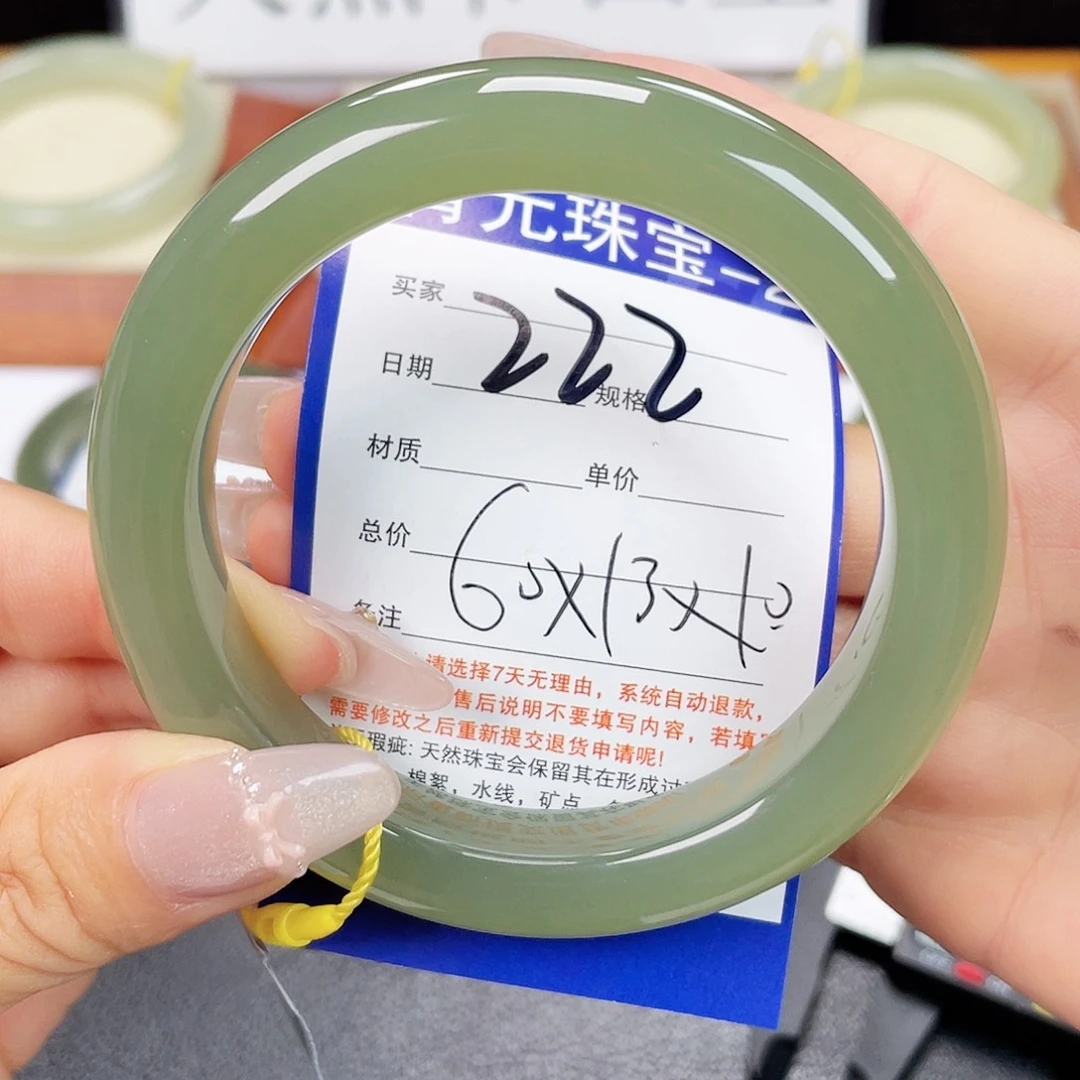 元珠宝-2
买家
222
日期 规格
材质 单价
总价
60X13X10
备注
请选择7天无理由，系统自动退款，
售后说明不要填写内容，若填写
需要修改之后重新提交退货申请呢!
瑕疵: 天然珠宝会保留其在形成过
棉絮，水线，矿点